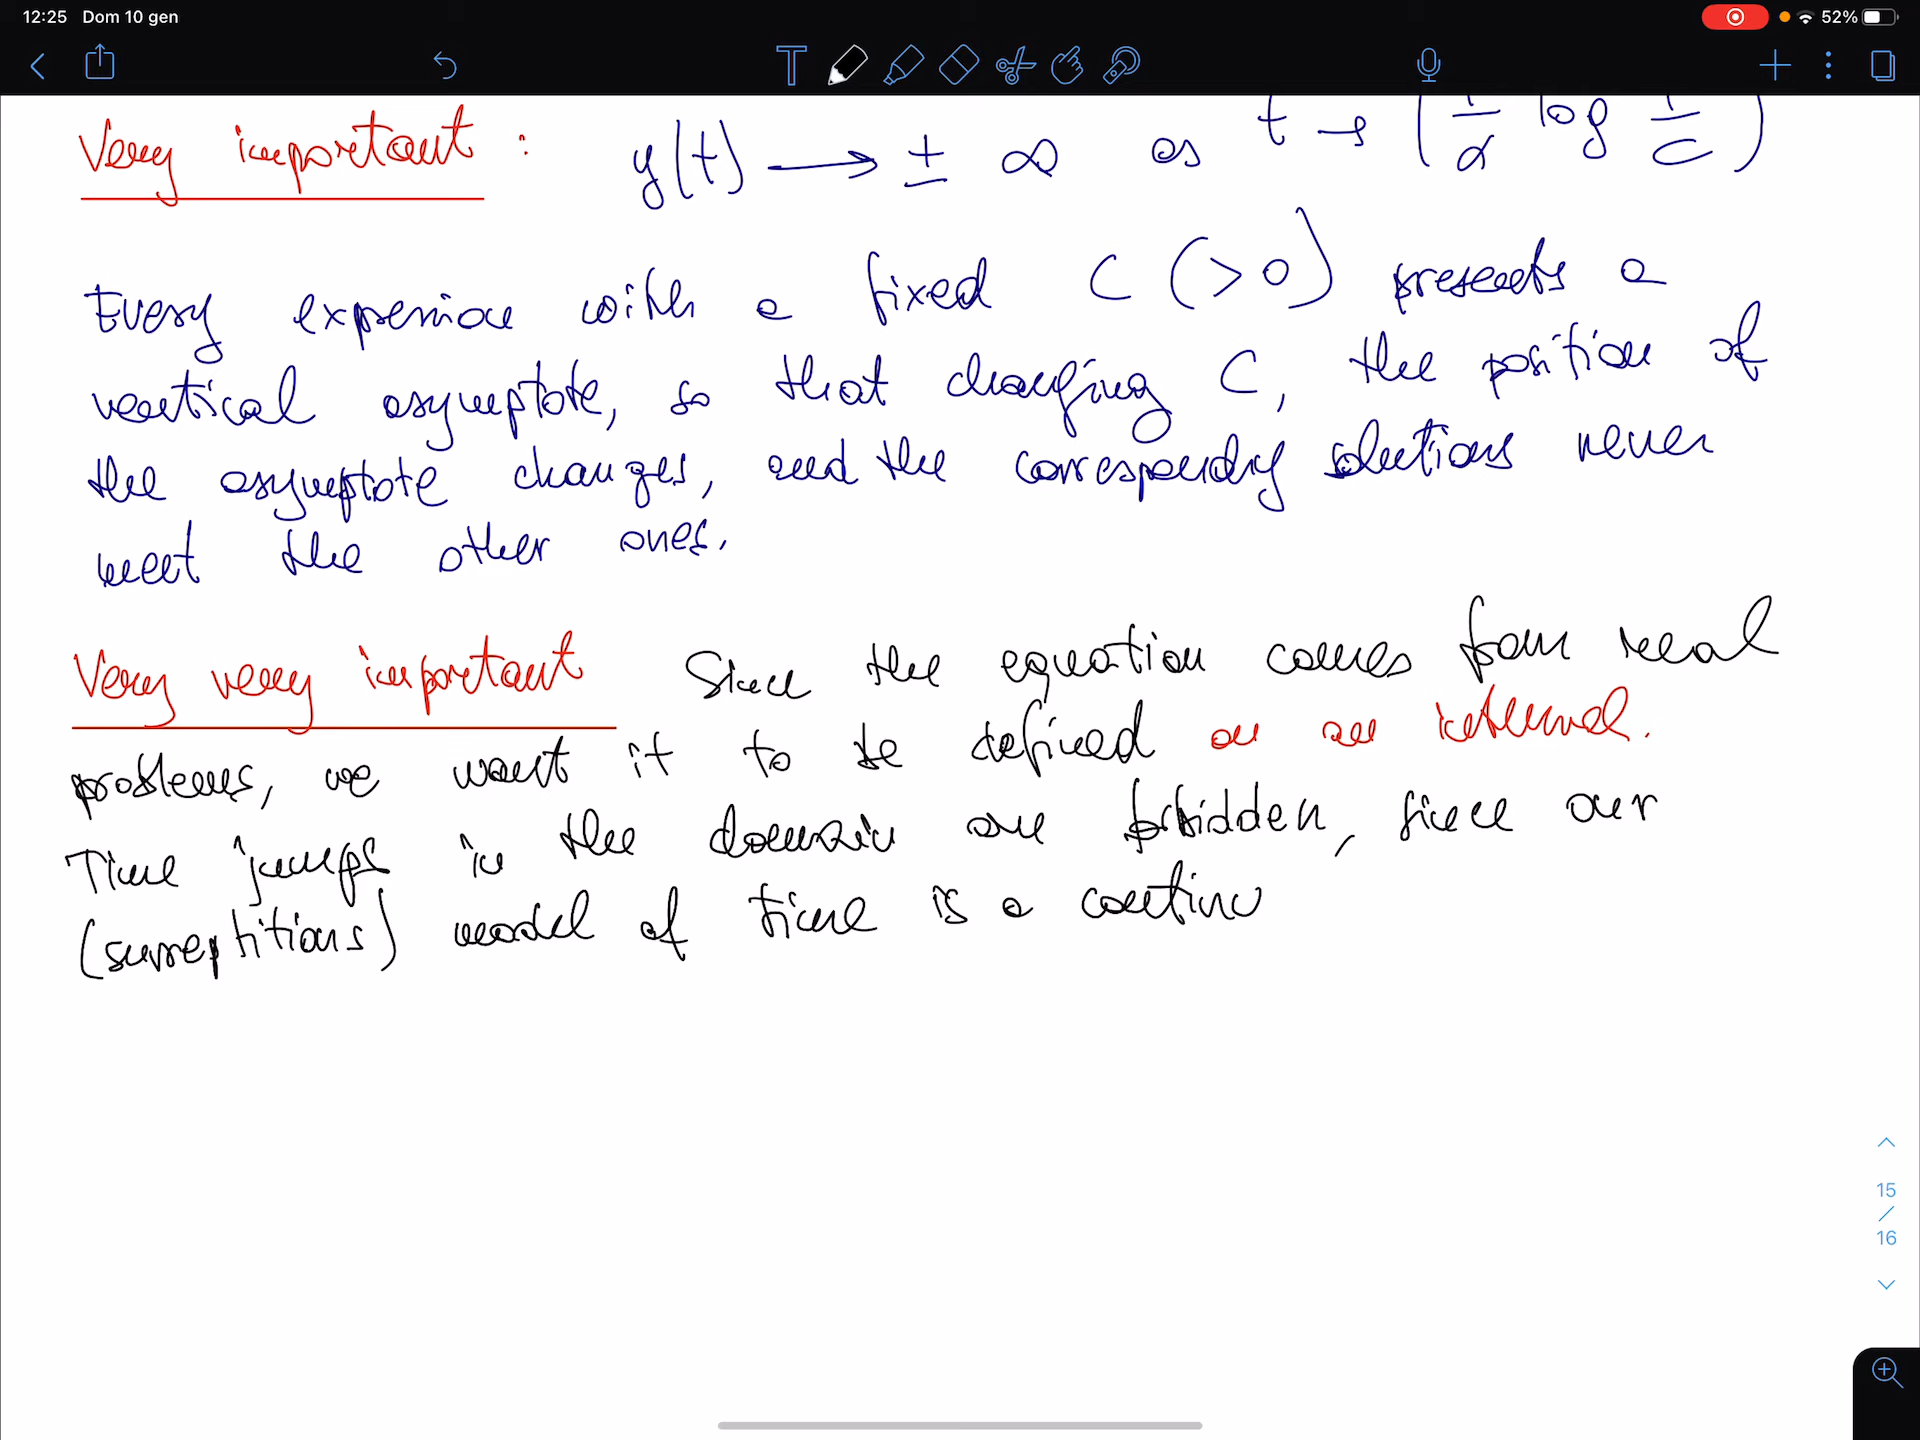 12:25 Dom 10 gen 52%
Very important : y(t) → ± ∞ as t → (1/α log 1/C)
Every expression with a fixed C (>0) presents a
vertical asymptote, so that changing C, the position of
the asymptote changes, and the corresponding solutions never
meet the other ones.
Very very important Since the equation comes from real
problems, we want it to be defined on an interval.
Time jumps in the domain are forbidden, since our
(surreptitious) model of time is a continu
15
/
16